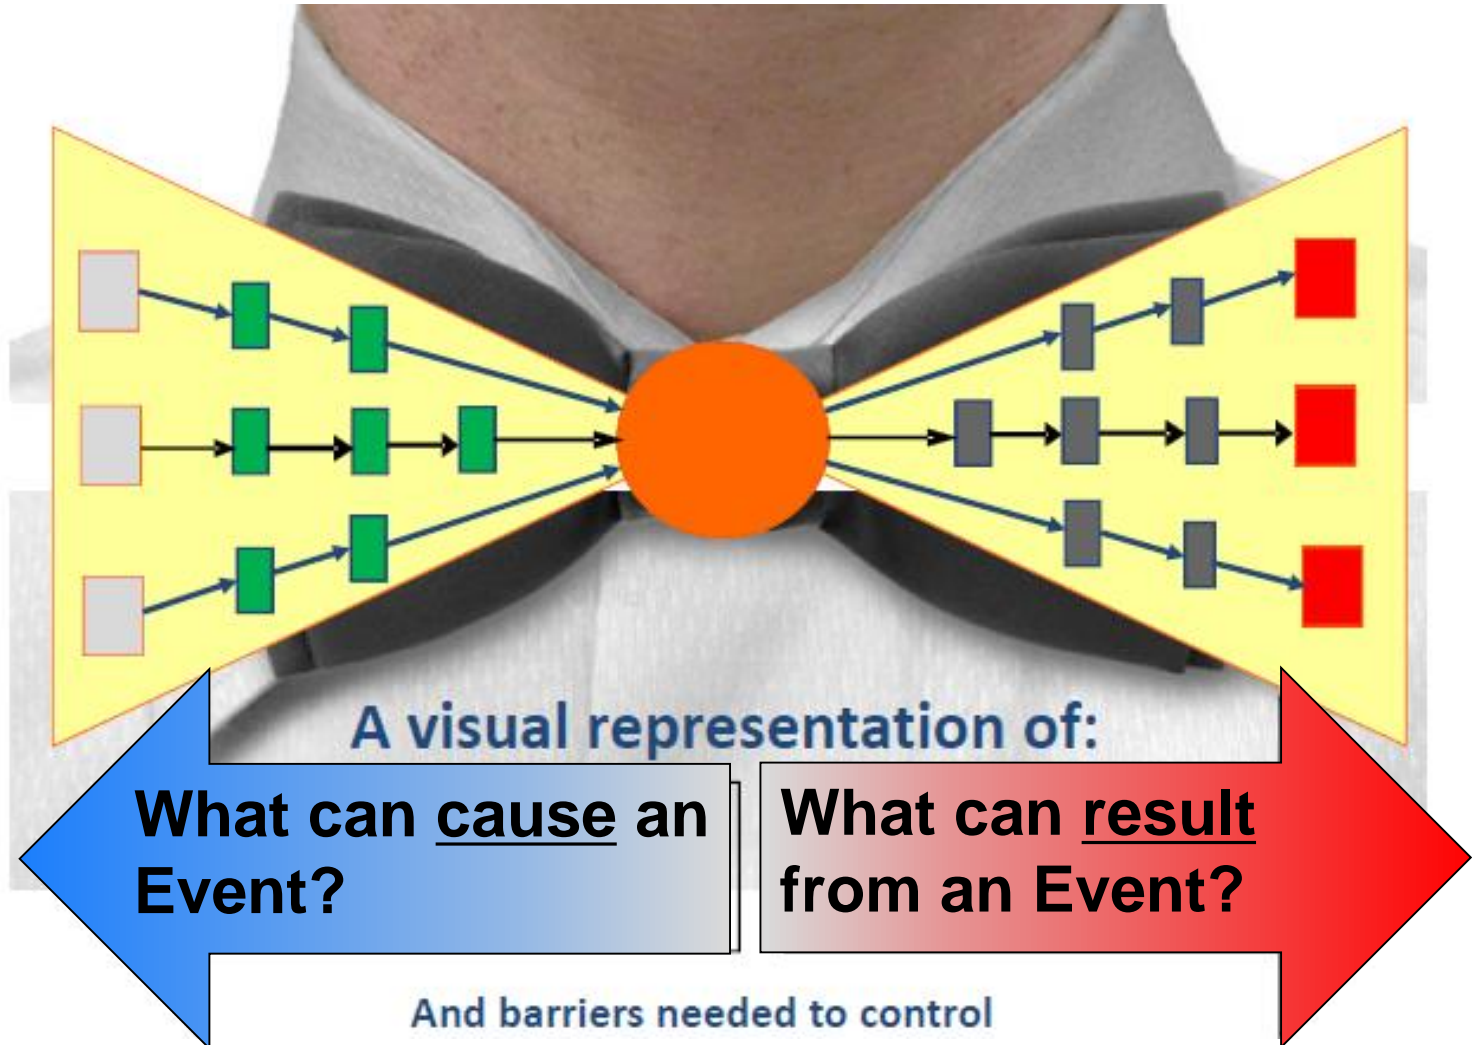 A visual representation of:
What can cause an
Event?
What can result
from an Event?
And barriers needed to control